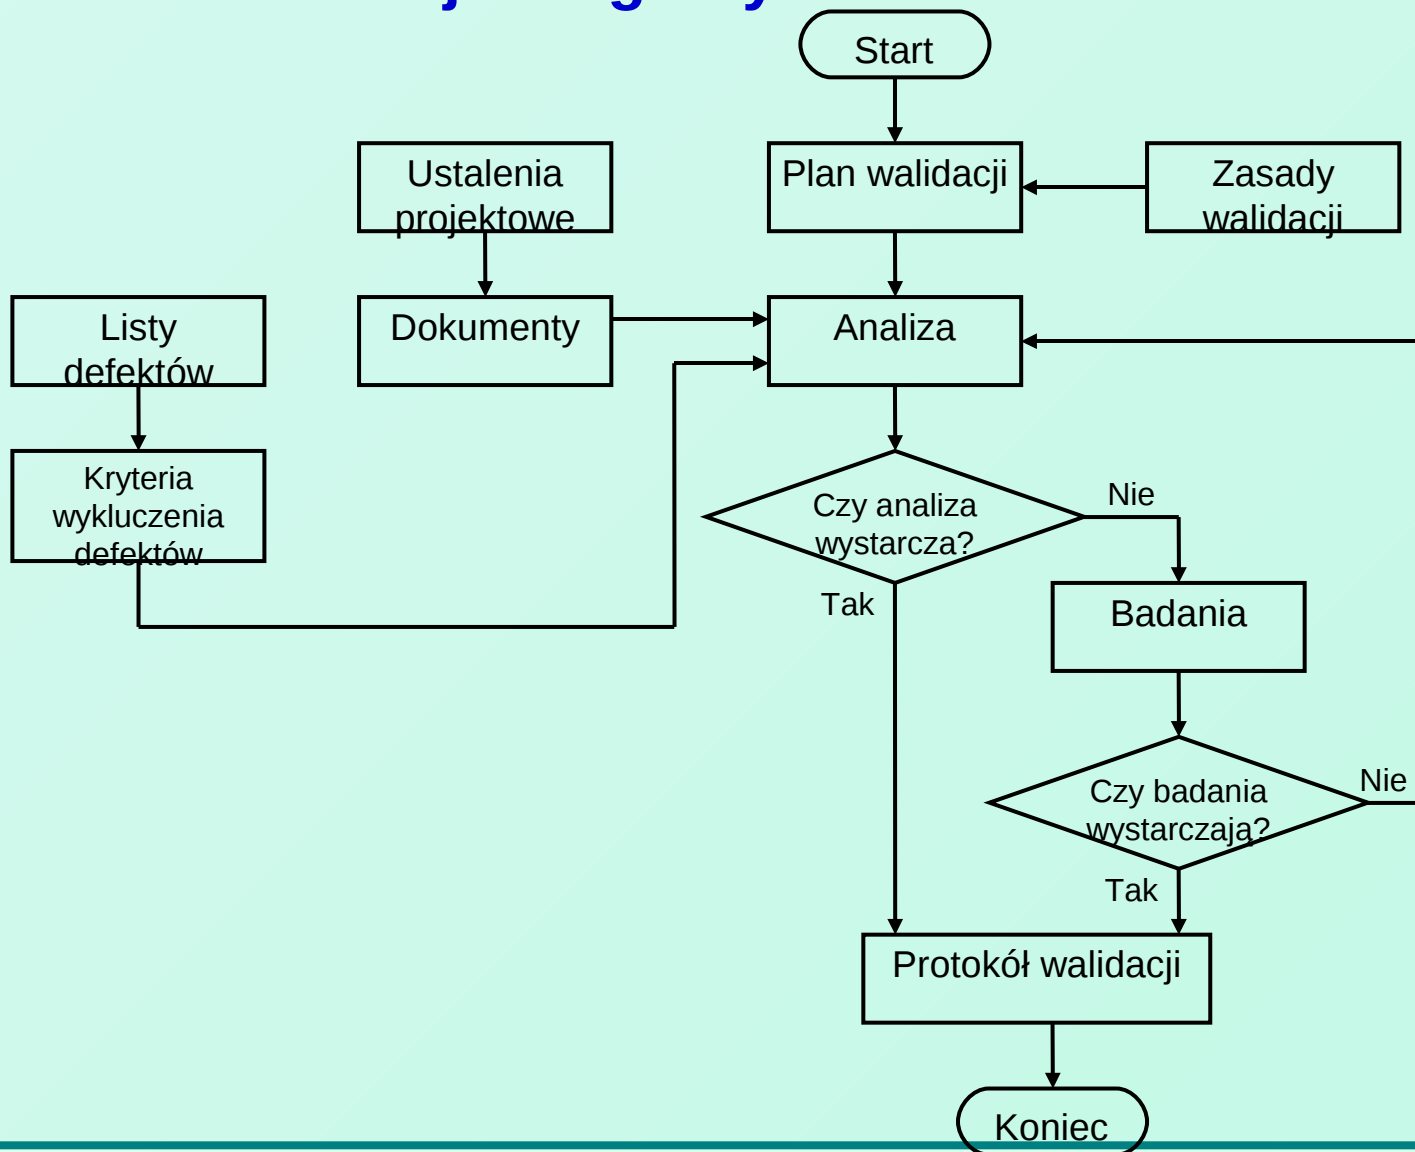 Start
Ustalenia
projektowe
Plan walidacji
Zasady
walidacji
Listy
defektów
Dokumenty
Analiza
Kryteria
wykluczenia
defektów
Czy analiza
wystarcza?
Nie
Tak
Badania
Czy badania
wystarczają?
Nie
Tak
Protokół walidacji
Koniec